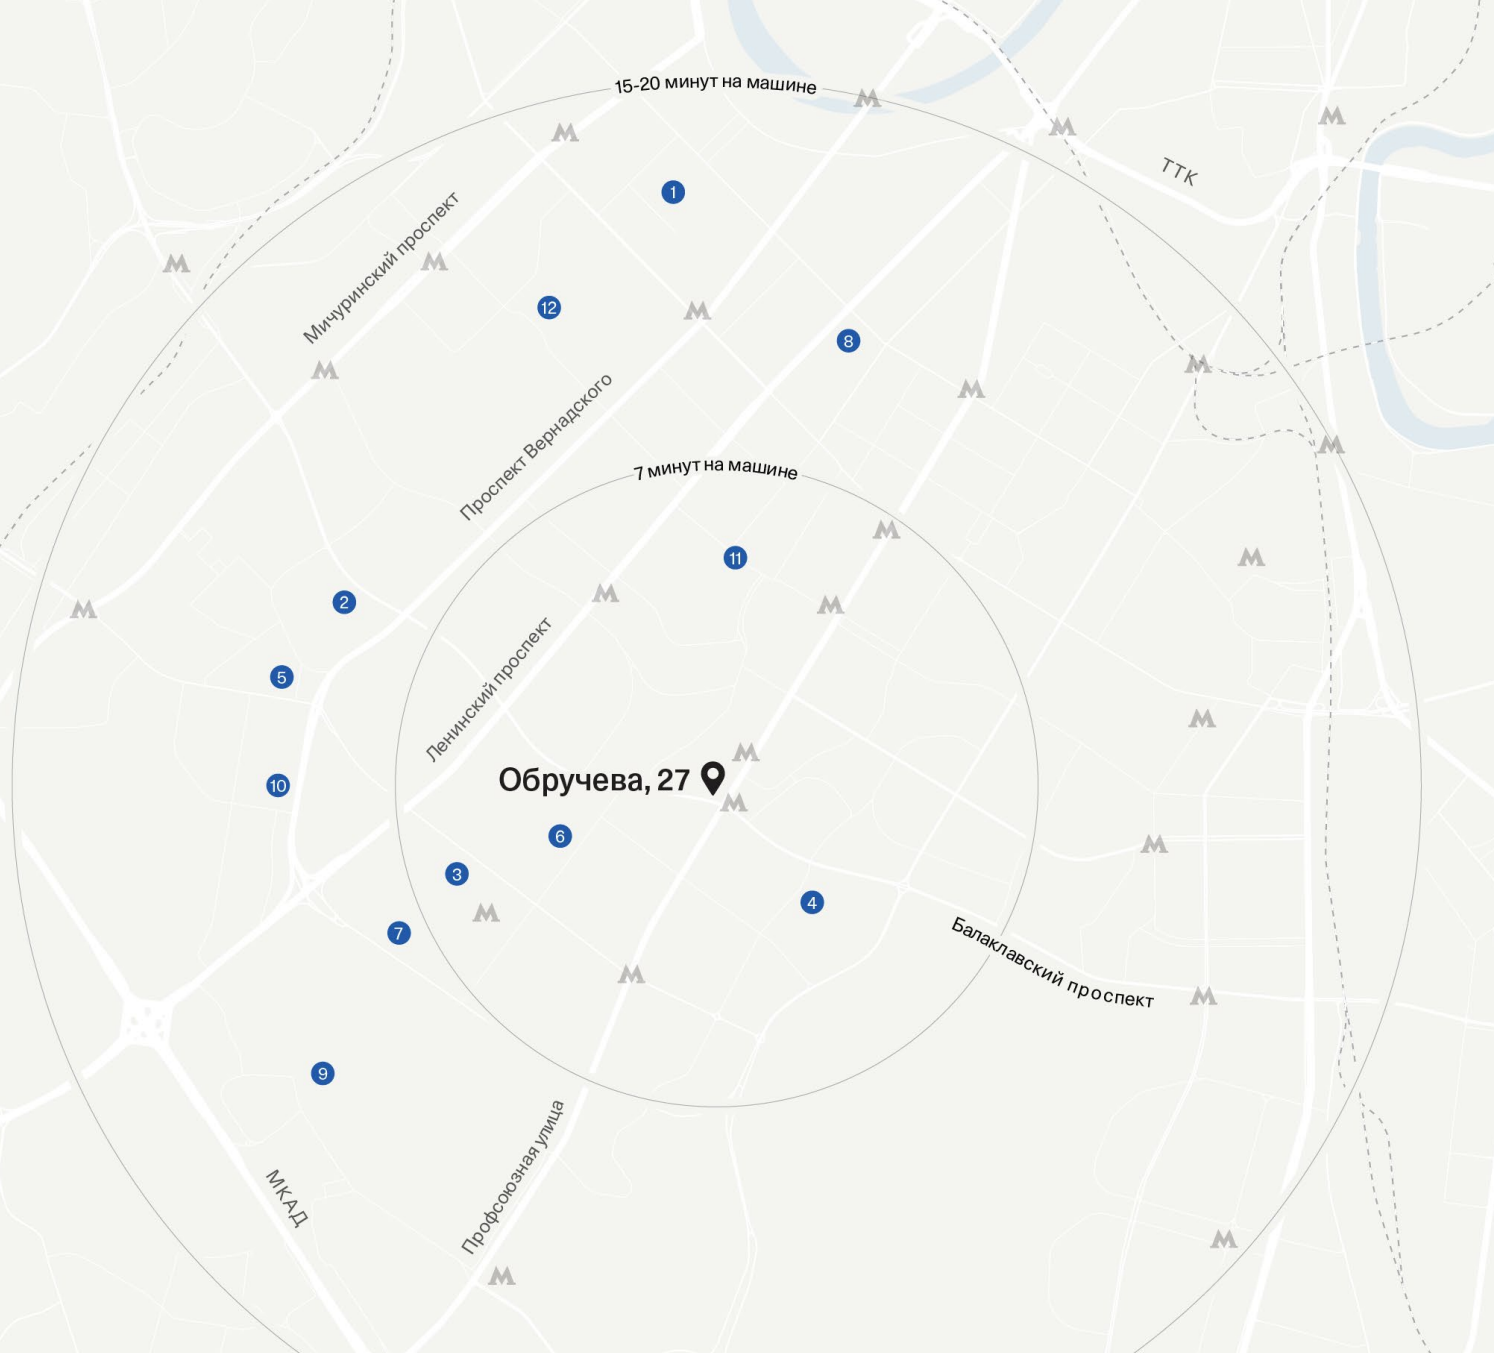 15-20 минут на машине
ТТК
1
Мичуринский проспект
12
8
Проспект Вернадского
7 минут на машине
11
2
Ленинский проспект
5
Обручева, 27
10
6
3
4
7
Балаклавский проспект
9
Профсоюзная улица
МКАД